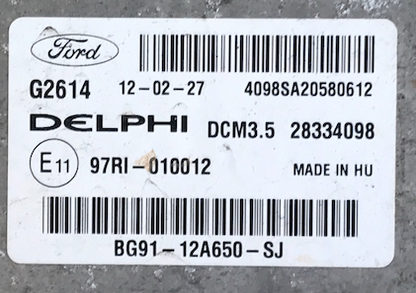 Ford
G2614 12-02-27 4098SA20580612
DELPHI DCM3.5 28334098
E11 97RI-010012 MADE IN HU
BG91-12A650-SJ